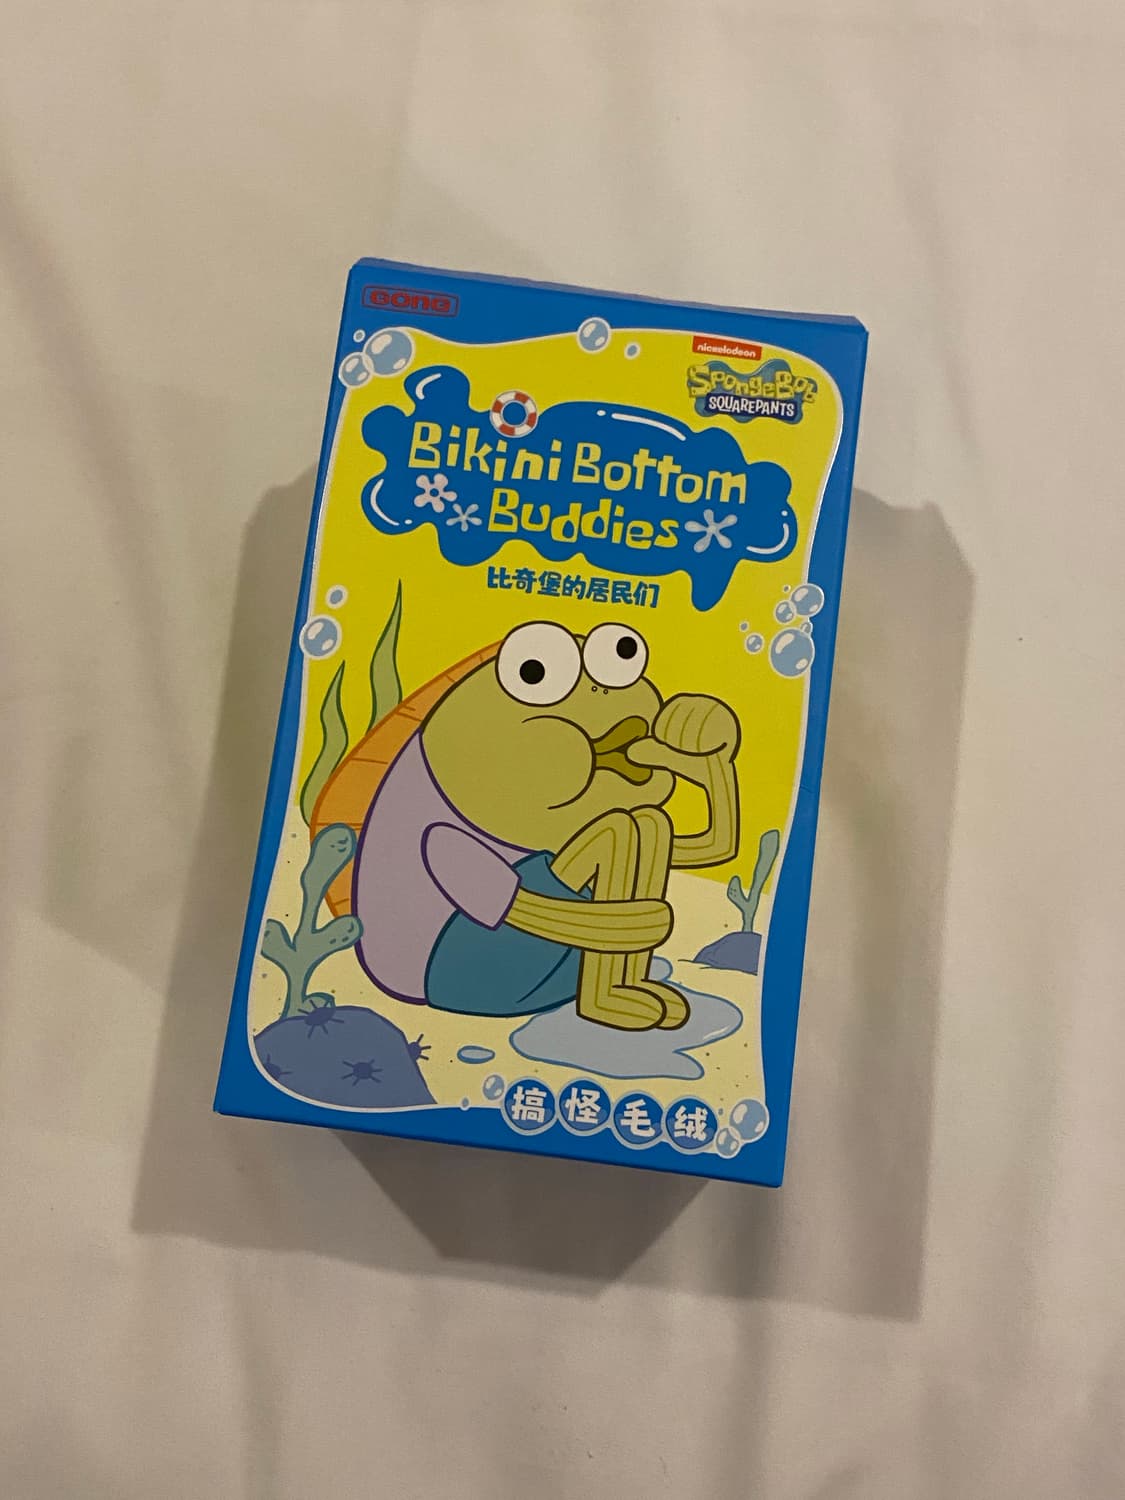 GONG
nickelodeon
SpongeBob
SQUAREPANTS
Bikini Bottom
Buddies
比奇堡的居民们
搞怪毛绒